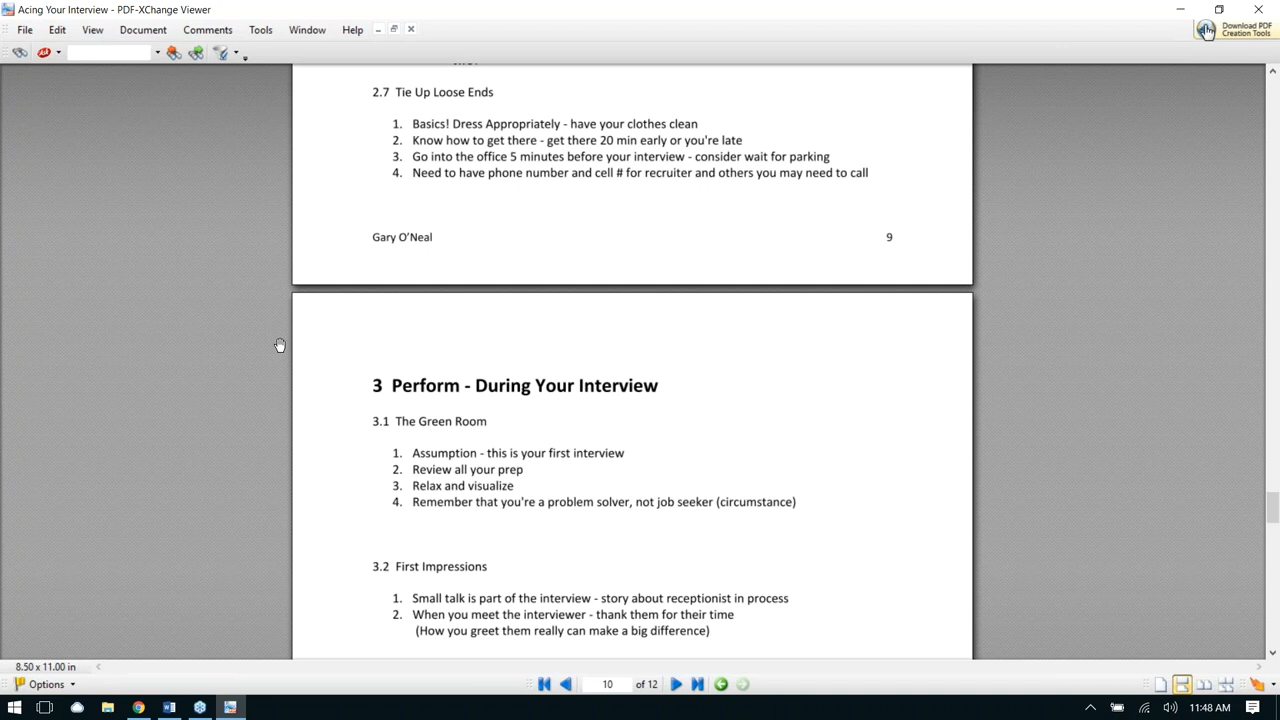 Acing Your Interview - PDF-XChange Viewer
File Edit View Document Comments Tools Window Help
Download PDF
Creation Tools
2.7 Tie Up Loose Ends
1. Basics! Dress Appropriately - have your clothes clean
2. Know how to get there - get there 20 min early or you're late
3. Go into the office 5 minutes before your interview - consider wait for parking
4. Need to have phone number and cell # for recruiter and others you may need to call
Gary O’Neal 9
3 Perform - During Your Interview
3.1 The Green Room
1. Assumption - this is your first interview
2. Review all your prep
3. Relax and visualize
4. Remember that you're a problem solver, not job seeker (circumstance)
3.2 First Impressions
1. Small talk is part of the interview - story about receptionist in process
2. When you meet the interviewer - thank them for their time
(How you greet them really can make a big difference)
8.50 x 11.00 in
Options 10 of 12
11:48 AM